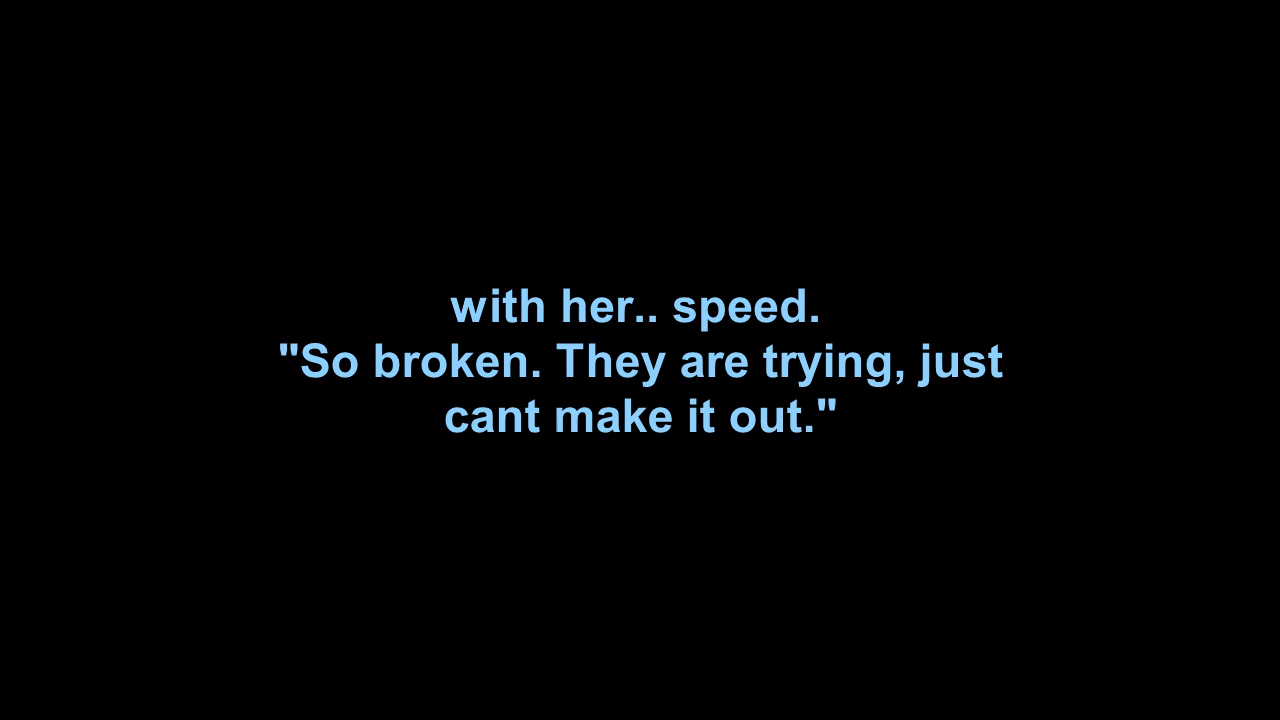 with her.. speed.
"So broken. They are trying, just
cant make it out."